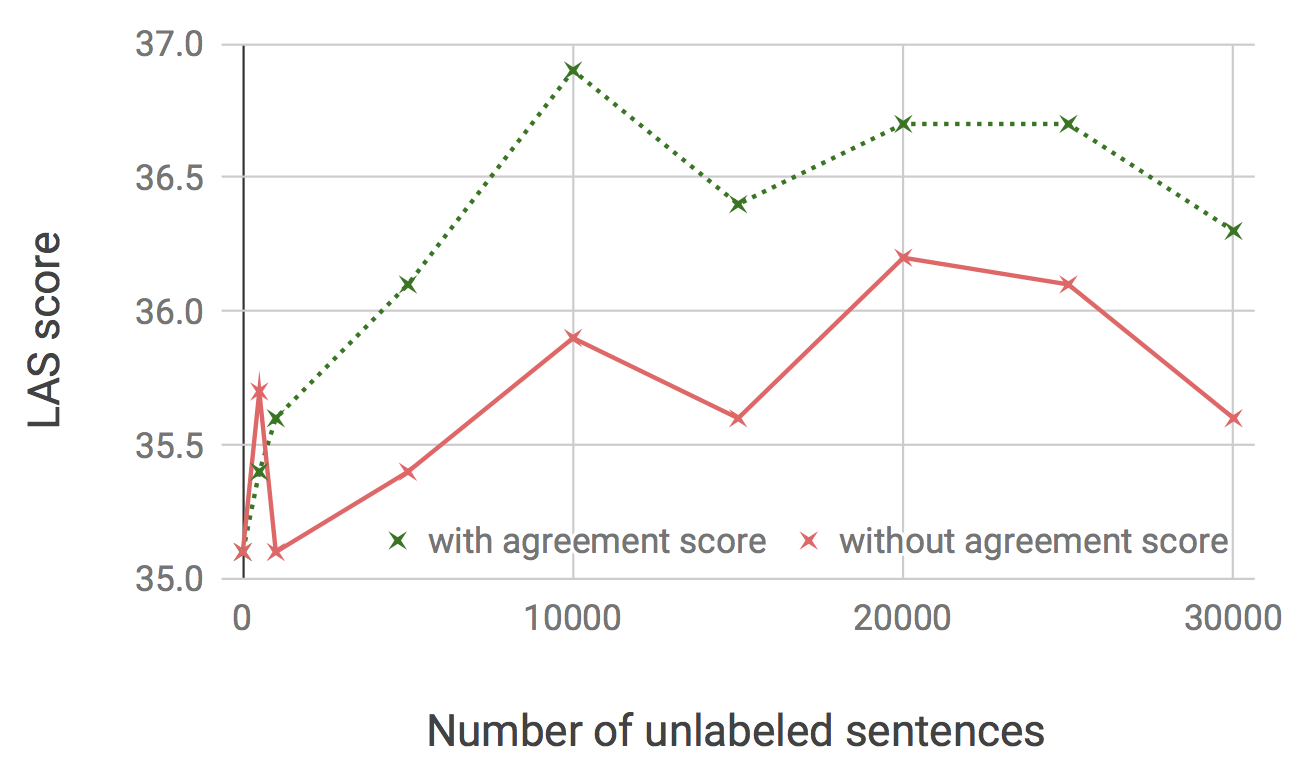 37.0
36.5
36.0
35.5
35.0
LAS score
with agreement score without agreement score
0 10000 20000 30000
Number of unlabeled sentences